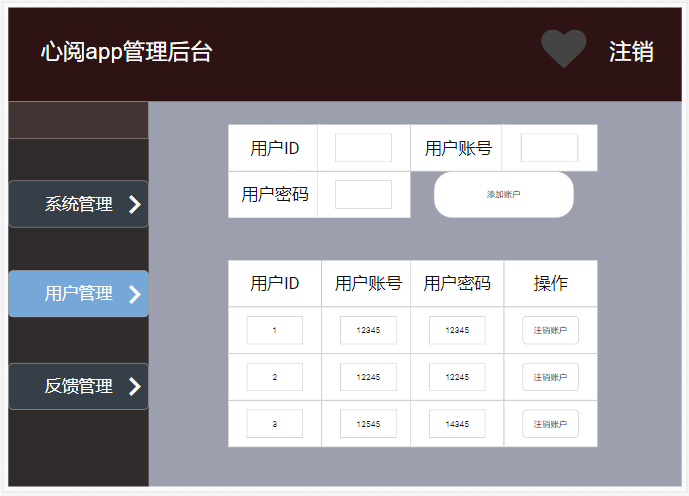 心阅app管理后台 注销
用户ID 用户账号
系统管理 用户密码 添加账户
用户管理 用户ID 用户账号 用户密码 操作
1 12345 12345 注销账户
2 12245 12245 注销账户
反馈管理
3 12545 14345 注销账户